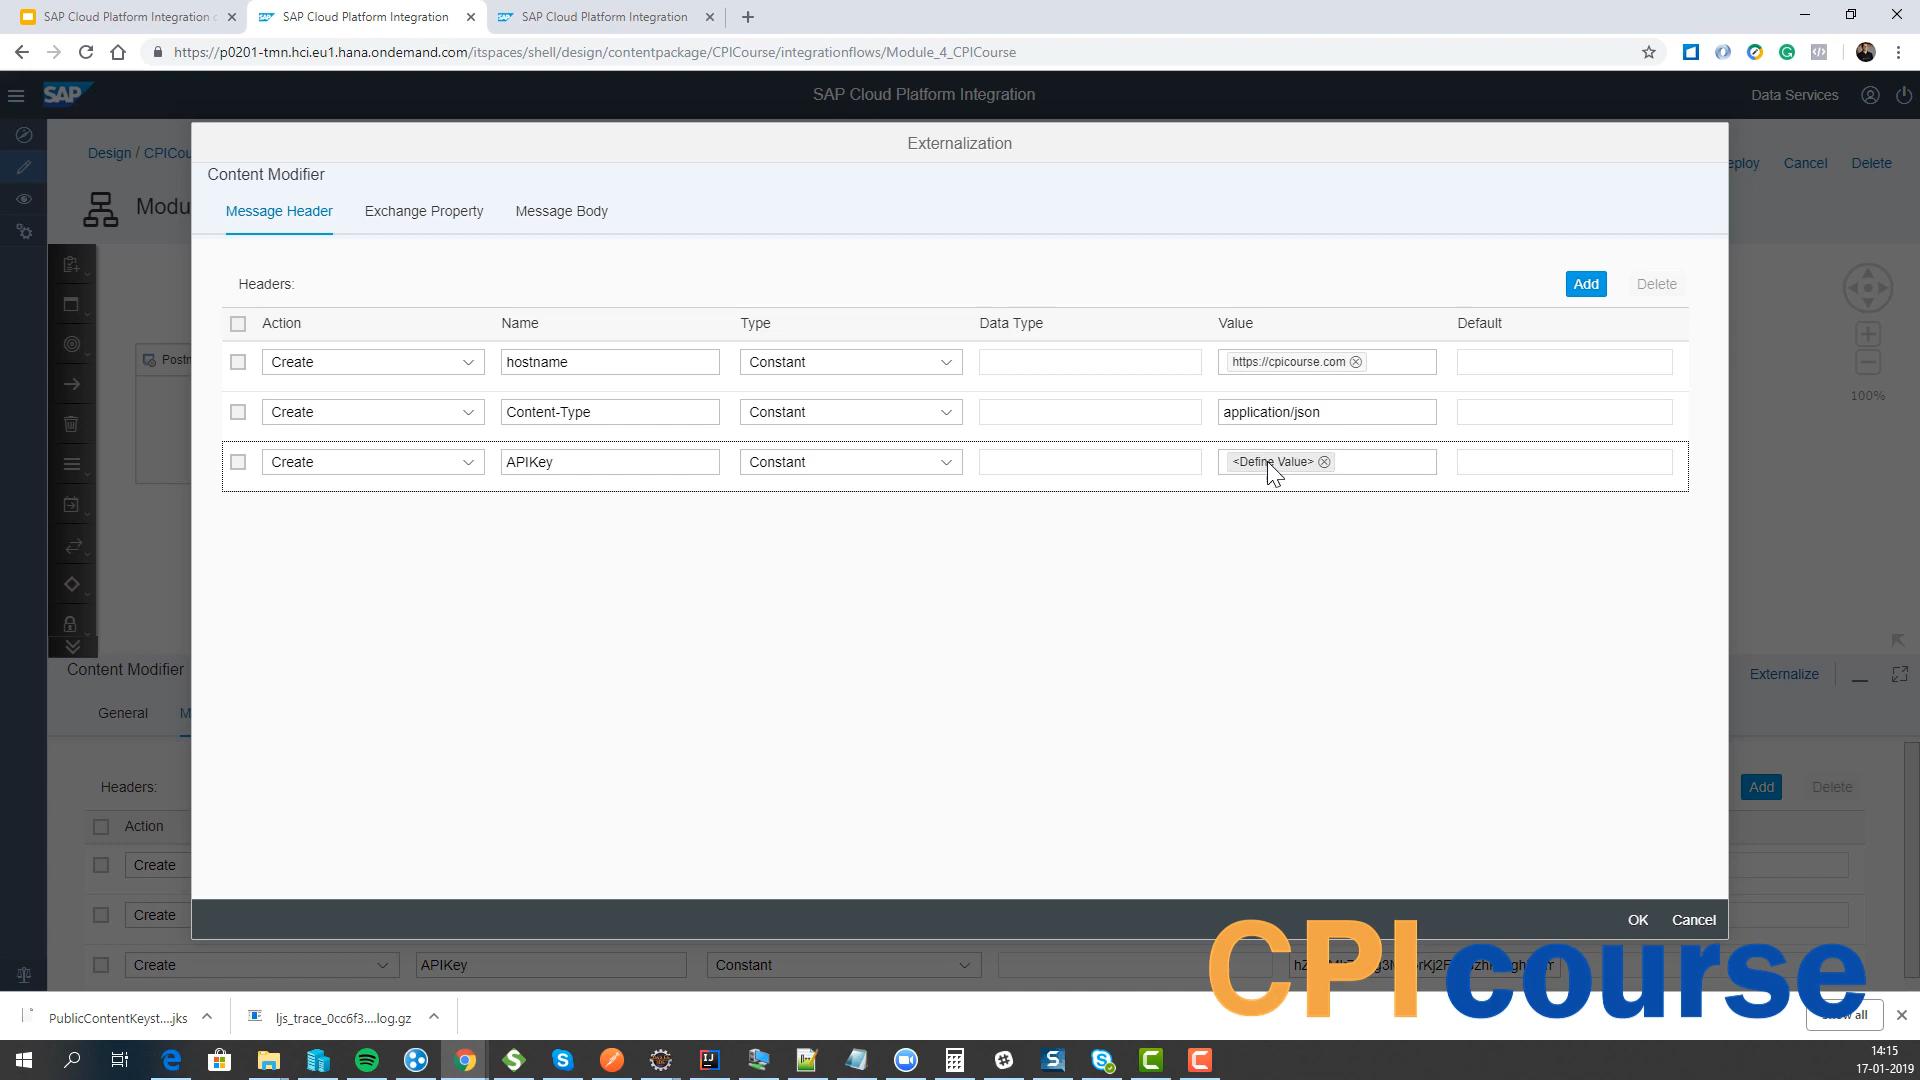 SAP Cloud Platform Integration
SAP Cloud Platform Integration
SAP Cloud Platform Integration
https://p0201-tmn.hci.eu1.hana.ondemand.com/itspaces/shell/design/contentpackage/CPICourse/integrationflows/Module_4_CPICourse
SAP
SAP Cloud Platform Integration
Data Services
Design / CPICou
eploy
Cancel
Delete
Modu
Externalization
Content Modifier
Message Header
Exchange Property
Message Body
Headers:
Add
Delete
Action
Name
Type
Data Type
Value
Default
Create
hostname
Constant
https://cpicourse.com
Create
Content-Type
Constant
application/json
Create
APIKey
Constant
<Define Value>
Postm
100%
OK
Cancel
Content Modifier
Externalize
General
M
Headers:
Add
Delete
Action
Create
Create
Create
APIKey
Constant
CPI course
PublicContentKeyst....jks
ljs_trace_0cc6f3....log.gz
all
14:15
17-01-2019